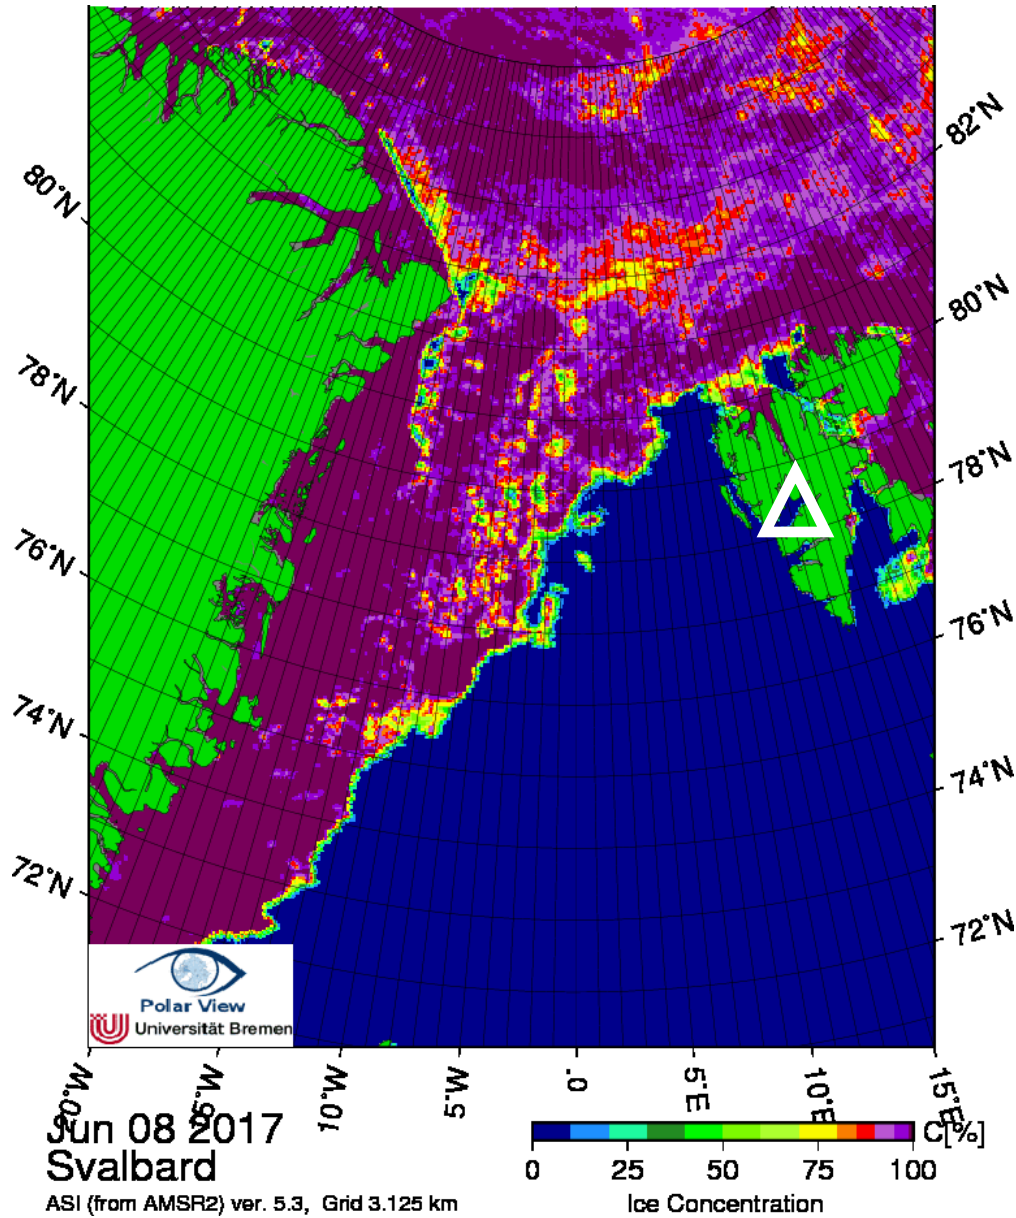 82°N
80°N
80°N
78°N
78°N
76°N
76°N
74°N
74°N
72°N
72°N
Polar View
Universität Bremen
20°W
15°W
10°W
5°W
0°
5°E
10°E
15°E
Jun 08 2017
Svalbard
ASI (from AMSR2) ver. 5.3, Grid 3.125 km
C[%]
0 25 50 75 100
Ice Concentration